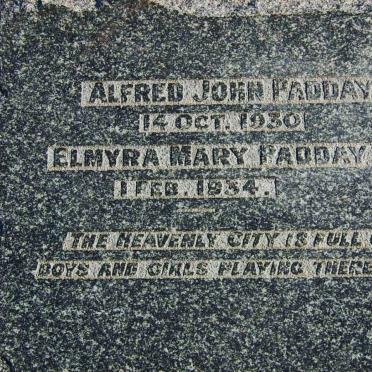 ALFRED JOHN PADDAY
14 OCT. 1930
ELMYRA MARY PADDAY
1 FEB. 1934.
THE HEAVENLY CITY IS FULL
BOYS AND GIRLS PLAYING THERE